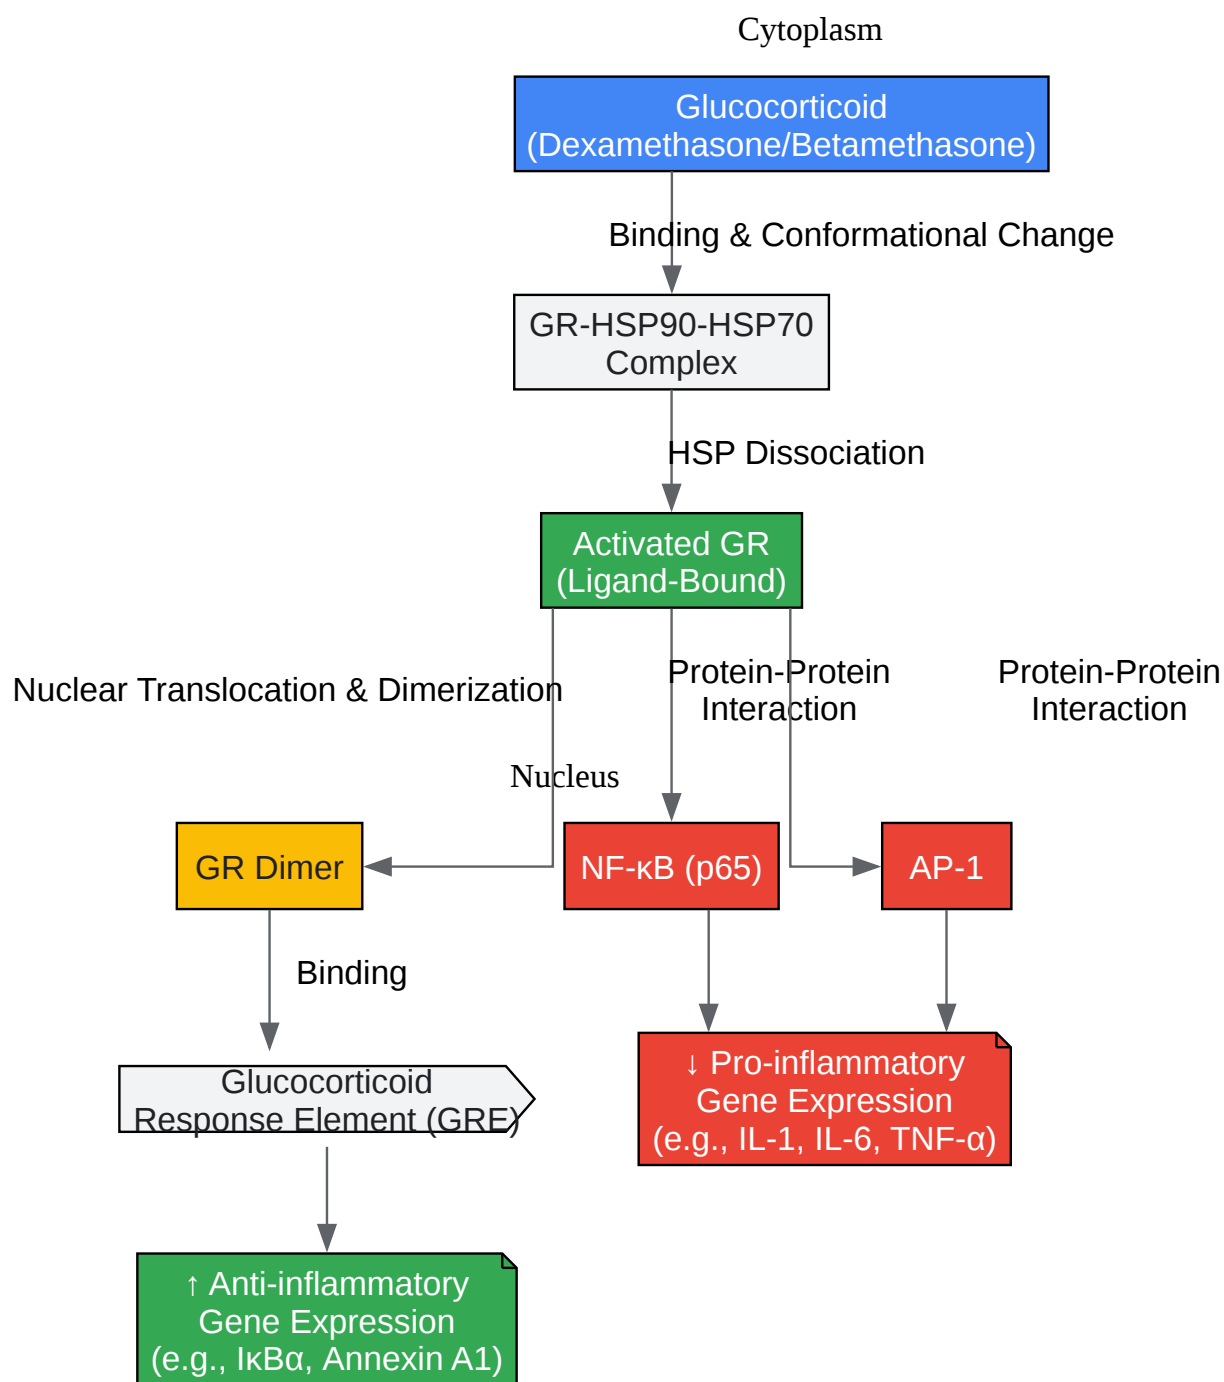 Cytoplasm
Glucocorticoid
(Dexamethasone/Betamethasone)
Binding & Conformational Change
GR-HSP90-HSP70
Complex
HSP Dissociation
Activated GR
(Ligand-Bound)
Nuclear Translocation & Dimerization
Protein-Protein
Interaction
Protein-Protein
Interaction
Nucleus
GR Dimer
NF-κB (p65)
AP-1
Binding
Glucocorticoid
Response Element (GRE)
↓ Pro-inflammatory
Gene Expression
(e.g., IL-1, IL-6, TNF-α)
↑ Anti-inflammatory
Gene Expression
(e.g., IκBα, Annexin A1)